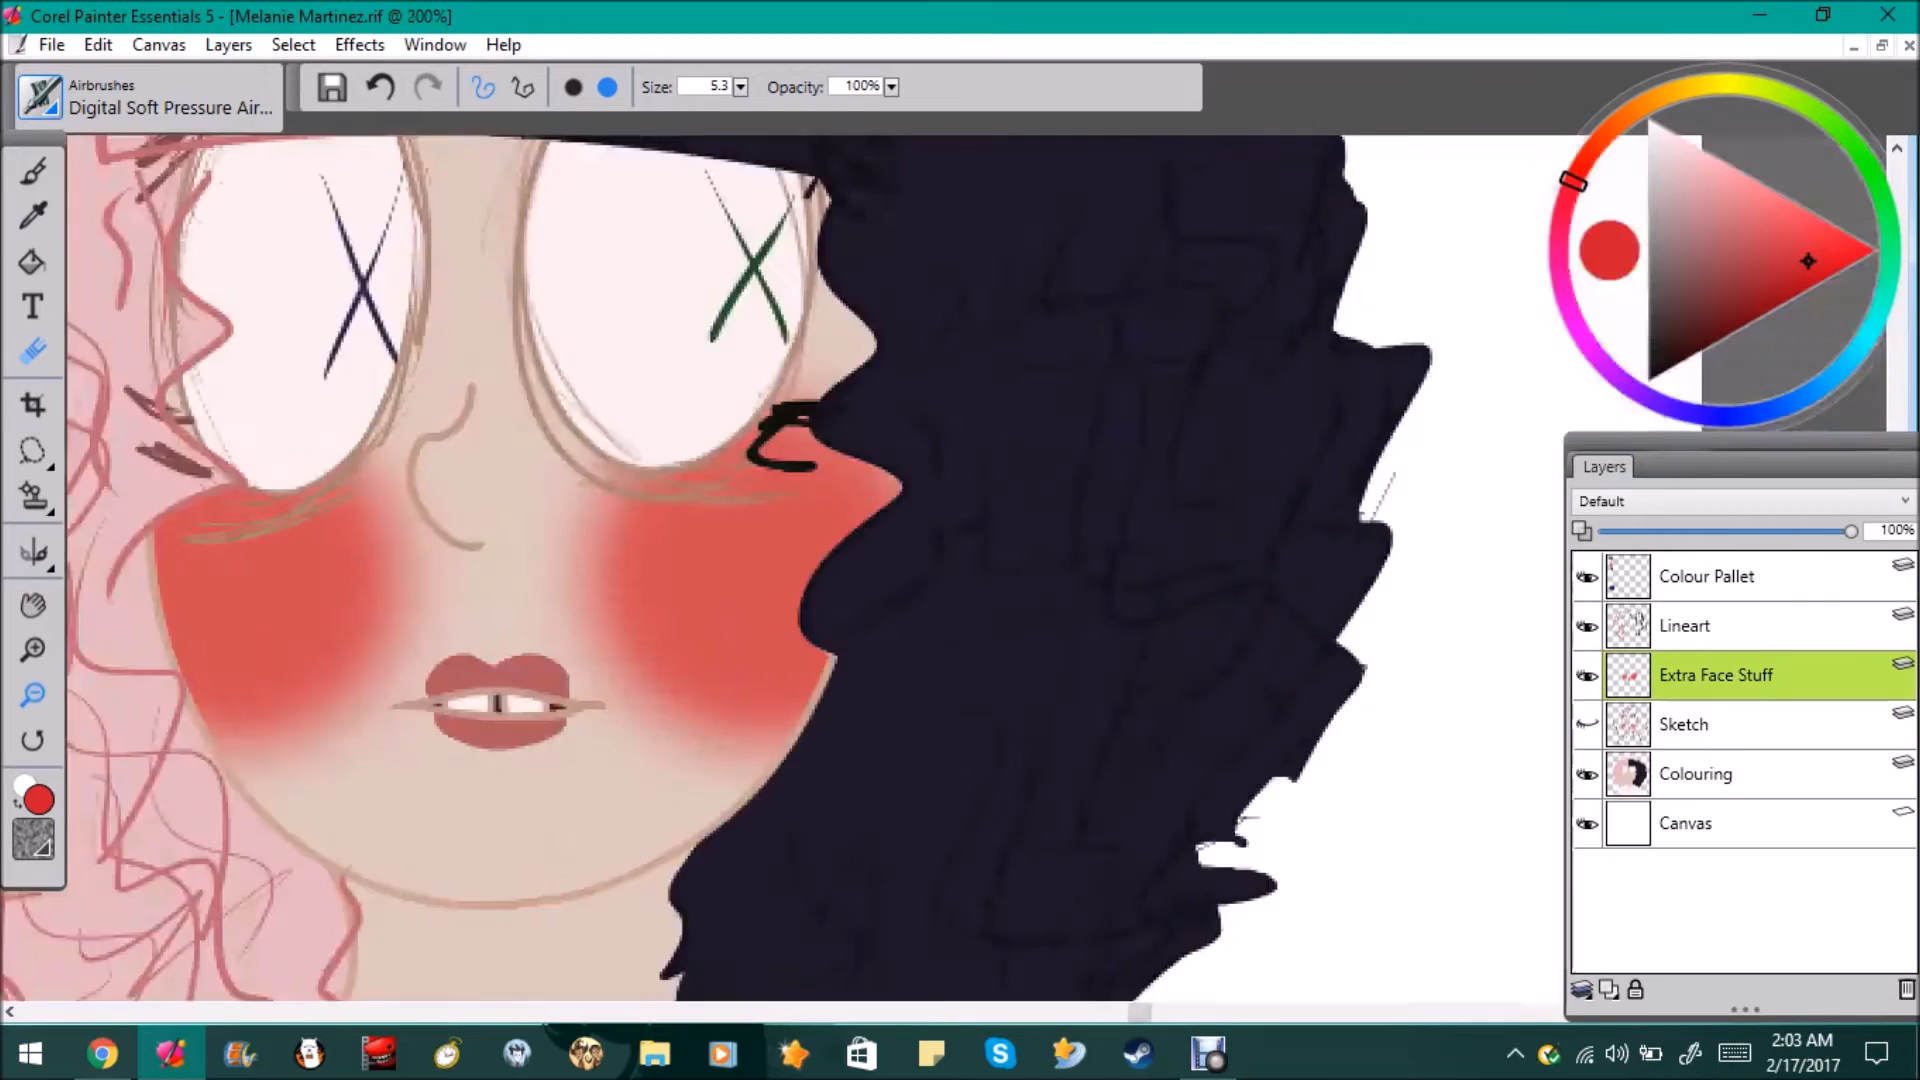 Corel Painter Essentials 5 - [Melanie Martinez.rif @ 200%]
File Edit Canvas Layers Select Effects Window Help
Airbrushes
Digital Soft Pressure Air...
Size: 5.3 Opacity: 100%
T
Layers
Default
100%
Colour Pallet
Lineart
Extra Face Stuff
Sketch
Colouring
Canvas
2:03 AM
2/17/2017